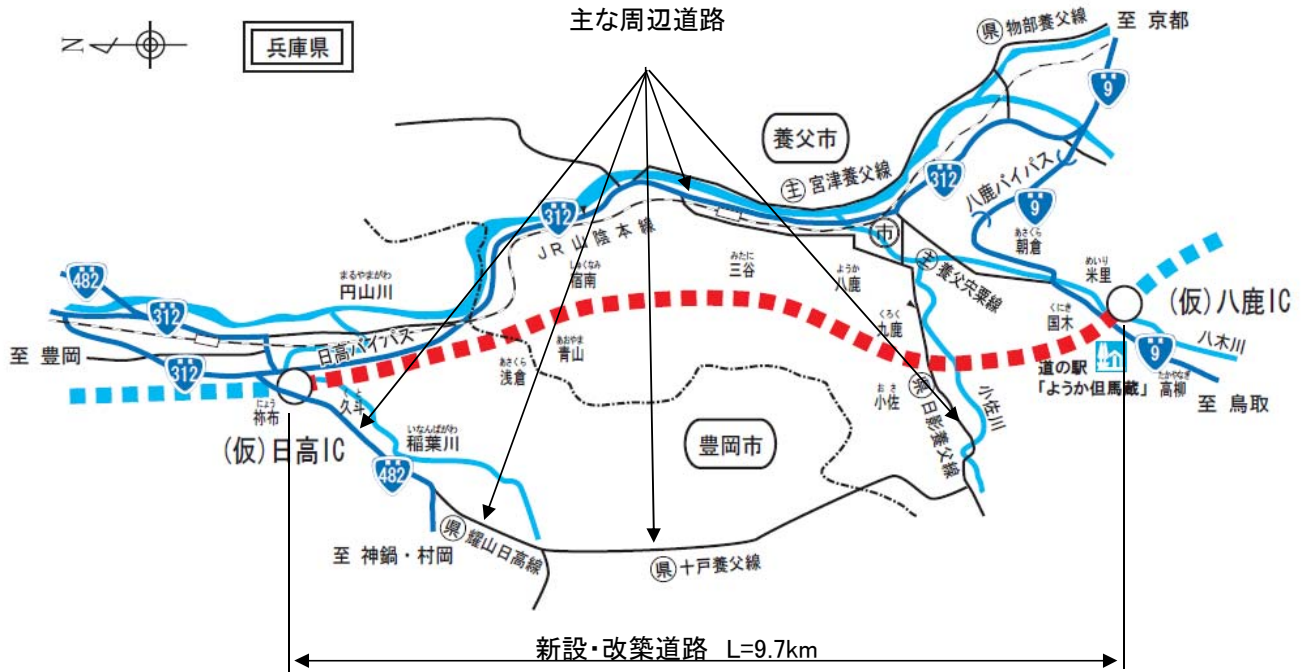 主な周辺道路
N
兵庫県
県 物部養父線
至 京都
9
養父市
主 宮津養父線
312
八鹿バイパス
9
あさくら
朝倉
312
JR山陰本線
市
主 養父宍粟線
めいり
米里
(仮)八鹿IC
482
まるやまがわ
円山川
しゅくなみ
宿南
みたに
三谷
ようか
八鹿
くろく
九鹿
くにき
国木
八木川
312
日高バイパス
至 豊岡
312
あさくら
浅倉
あおやま
青山
9
道の駅
「ようか但馬蔵」
たかやなぎ
高柳
至 鳥取
にょう
祢布
くと
久斗
(仮)日高IC
いなんばがわ
稲葉川
おさ
小佐
県 日影養父線
小佐川
豊岡市
482
至 神鍋・村岡
県 耀山日高線
県 十戸養父線
新設・改築道路 L=9.7km